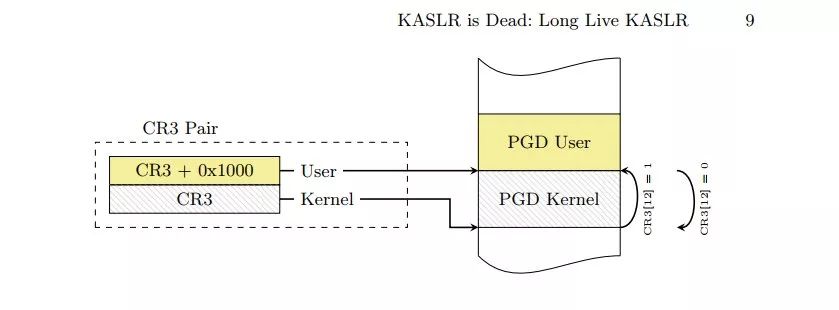 KASLR is Dead: Long Live KASLR 9
CR3 Pair
CR3 + 0x1000
User
CR3
Kernel
PGD User
PGD Kernel
CR3[12] = 1
CR3[12] = 0